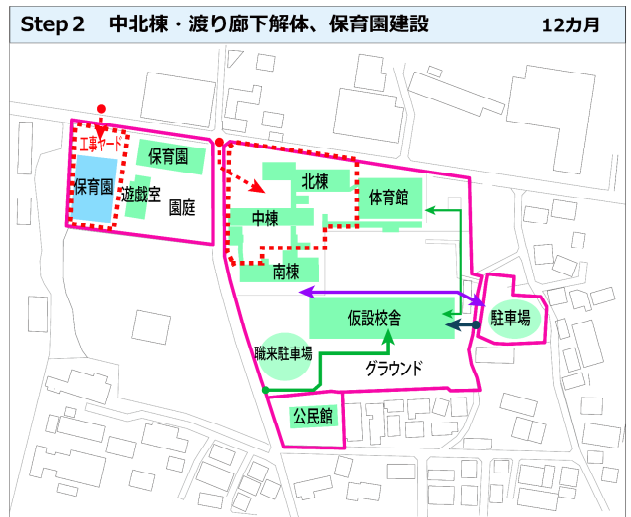 Step2 中北棟・渡り廊下解体、保育園建設 12カ月
工事ヤード
保育園
保育園
遊戯室
園庭
北棟
体育館
中棟
南棟
仮設校舎
駐車場
職来駐車場
グラウンド
公民館